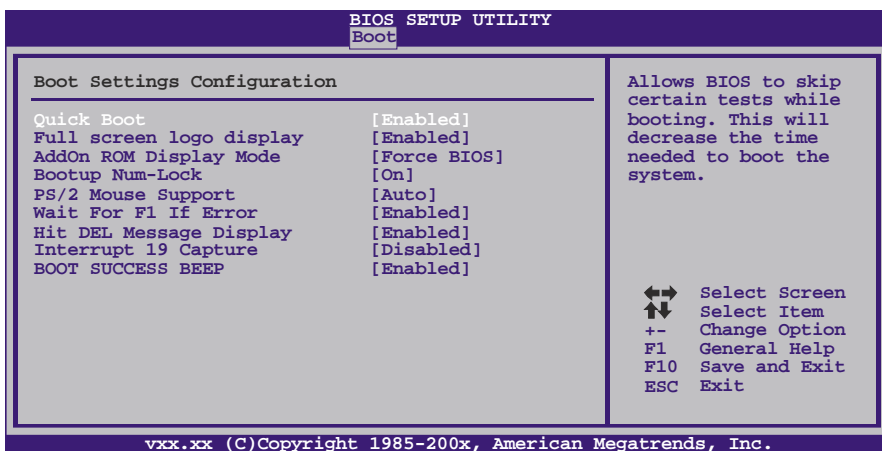 BIOS SETUP UTILITY
Boot
Boot Settings Configuration
Quick Boot [Enabled]
Full screen logo display [Enabled]
AddOn ROM Display Mode [Force BIOS]
Bootup Num-Lock [On]
PS/2 Mouse Support [Auto]
Wait For F1 If Error [Enabled]
Hit DEL Message Display [Enabled]
Interrupt 19 Capture [Disabled]
BOOT SUCCESS BEEP [Enabled]
Allows BIOS to skip
certain tests while
booting. This will
decrease the time
needed to boot the
system.
Select Screen
Select Item
+- Change Option
F1 General Help
F10 Save and Exit
ESC Exit
vxx.xx (C)Copyright 1985-200x, American Megatrends, Inc.